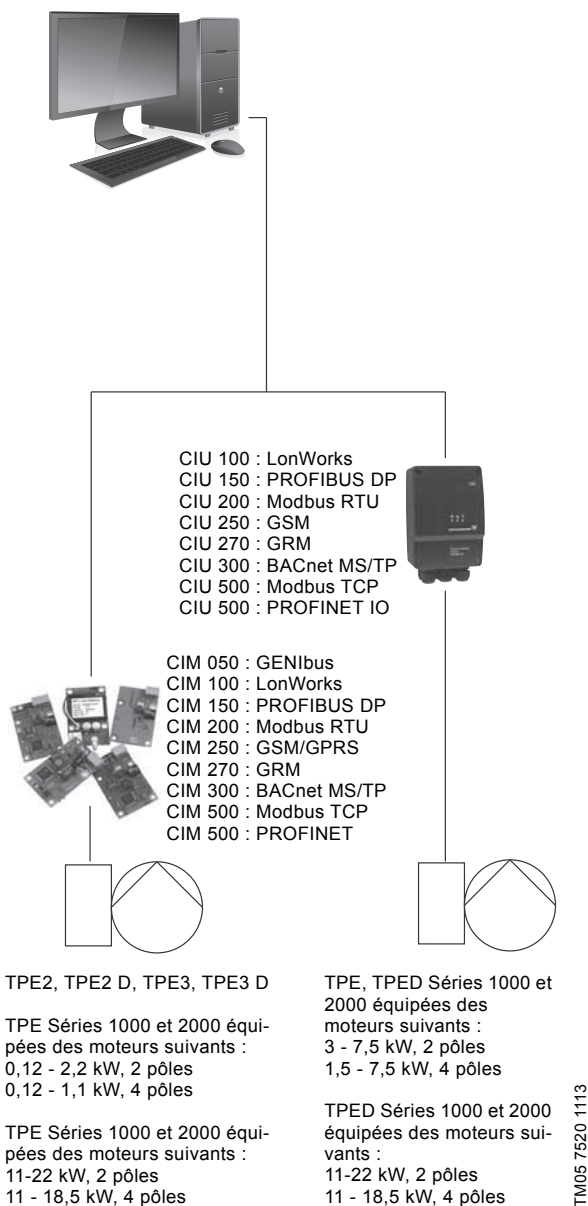 CIU 100 : LonWorks
CIU 150 : PROFIBUS DP
CIU 200 : Modbus RTU
CIU 250 : GSM
CIU 270 : GRM
CIU 300 : BACnet MS/TP
CIU 500 : Modbus TCP
CIU 500 : PROFINET IO
CIM 050 : GENIbus
CIM 100 : LonWorks
CIM 150 : PROFIBUS DP
CIM 200 : Modbus RTU
CIM 250 : GSM/GPRS
CIM 270 : GRM
CIM 300 : BACnet MS/TP
CIM 500 : Modbus TCP
CIM 500 : PROFINET
TPE2, TPE2 D, TPE3, TPE3 D
TPE Séries 1000 et 2000 équi-
pées des moteurs suivants :
0,12 - 2,2 kW, 2 pôles
0,12 - 1,1 kW, 4 pôles
TPE Séries 1000 et 2000 équi-
pées des moteurs suivants :
11-22 kW, 2 pôles
11 - 18,5 kW, 4 pôles
TPE, TPED Séries 1000 et
2000 équipées des
moteurs suivants :
3 - 7,5 kW, 2 pôles
1,5 - 7,5 kW, 4 pôles
TPED Séries 1000 et 2000
équipées des moteurs sui-
vants :
11-22 kW, 2 pôles
11 - 18,5 kW, 4 pôles
TM05 7520 1113